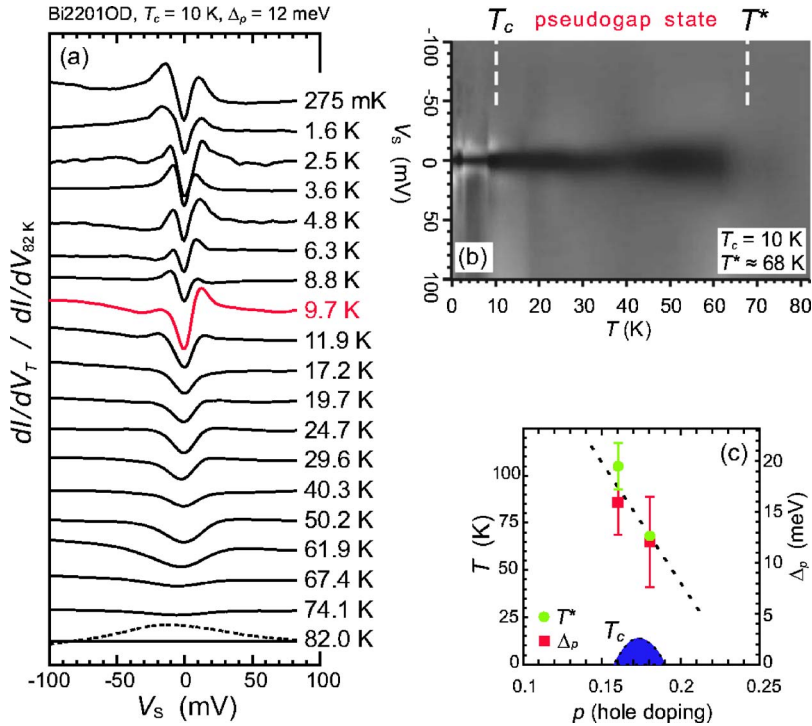 Bi2201OD, Tc = 10 K, Δp = 12 meV
(a)
275 mK
1.6 K
2.5 K
3.6 K
4.8 K
6.3 K
8.8 K
9.7 K
11.9 K
17.2 K
19.7 K
24.7 K
29.6 K
40.3 K
50.2 K
61.9 K
67.4 K
74.1 K
82.0 K
dI/dVT / dI/dV82 K
-100 -50 0 50 100
VS (mV)
Tc pseudogap state T*
-100
-50
0
50
100
VS (mV)
(b)
Tc = 10 K
T* ≈ 68 K
0 10 20 30 40 50 60 70 80
T (K)
(c)
100
75
50
25
0
T (K)
20
15
10
5
0
Δp (meV)
T*
Δp
Tc
0.1 0.15 0.20 0.25
p (hole doping)